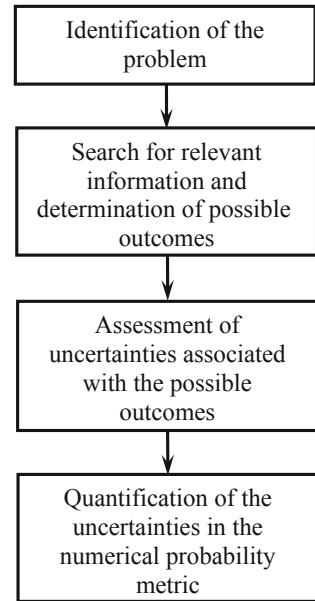 Identification of the
problem
Search for relevant
information and
determination of possible
outcomes
Assessment of
uncertainties associated
with the possible
outcomes
Quantification of the
uncertainties in the
numerical probability
metric